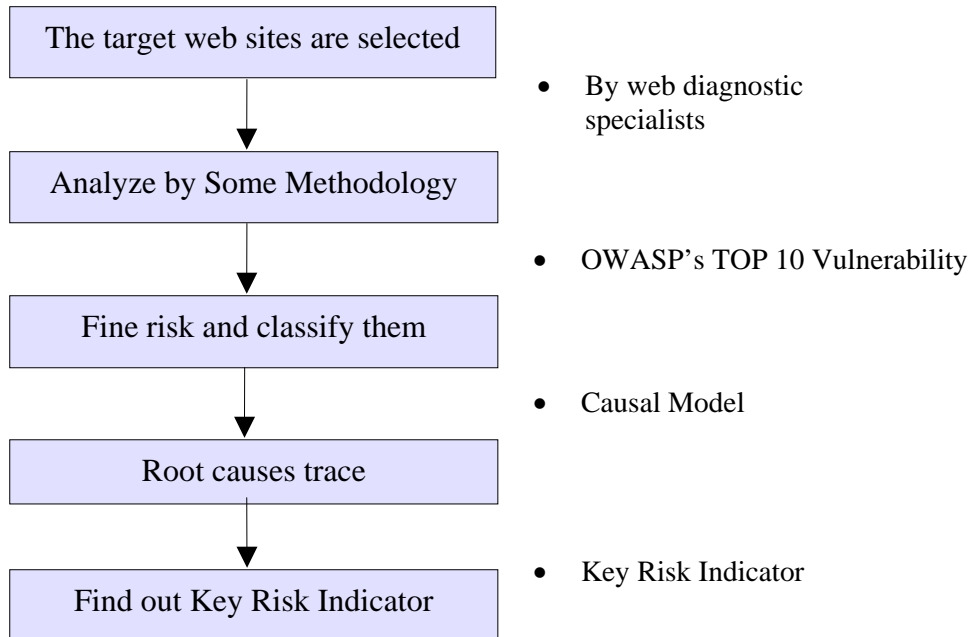 The target web sites are selected
• By web diagnostic
specialists
Analyze by Some Methodology
• OWASP’s TOP 10 Vulnerability
Fine risk and classify them
• Causal Model
Root causes trace
• Key Risk Indicator
Find out Key Risk Indicator